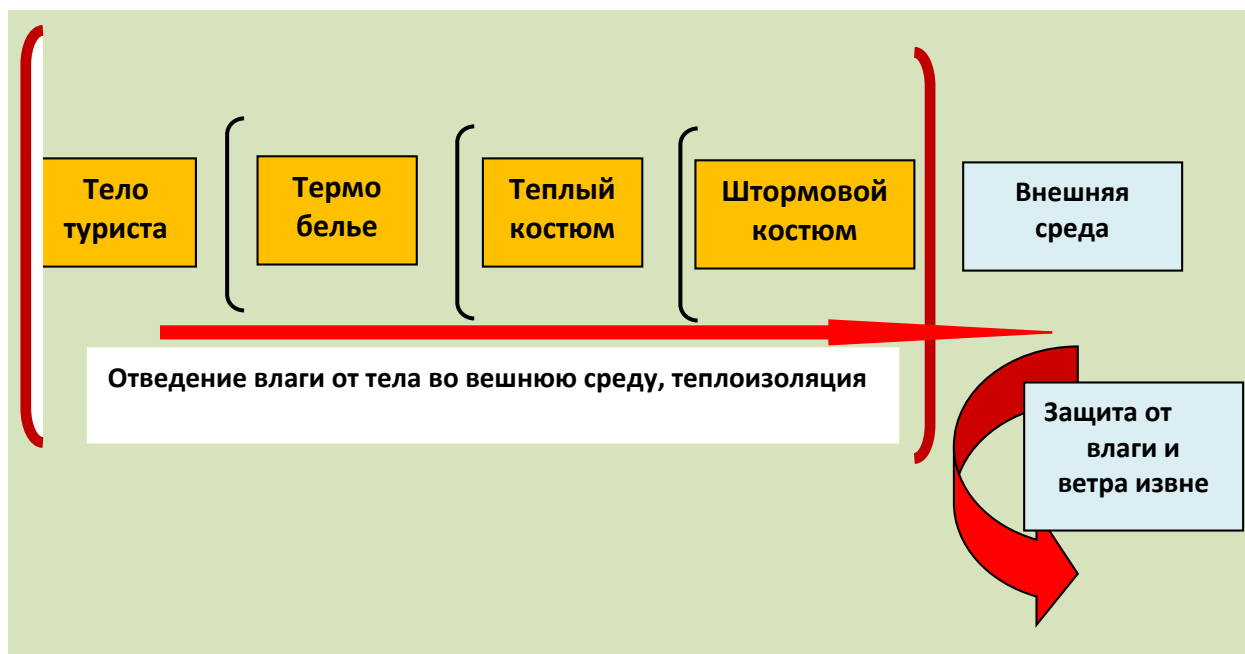 Тело
туриста
Термо
белье
Теплый
костюм
Штормовой
костюм
Внешняя
среда
Отведение влаги от тела во вешнюю среду, теплоизоляция
Защита от
влаги и
ветра извне